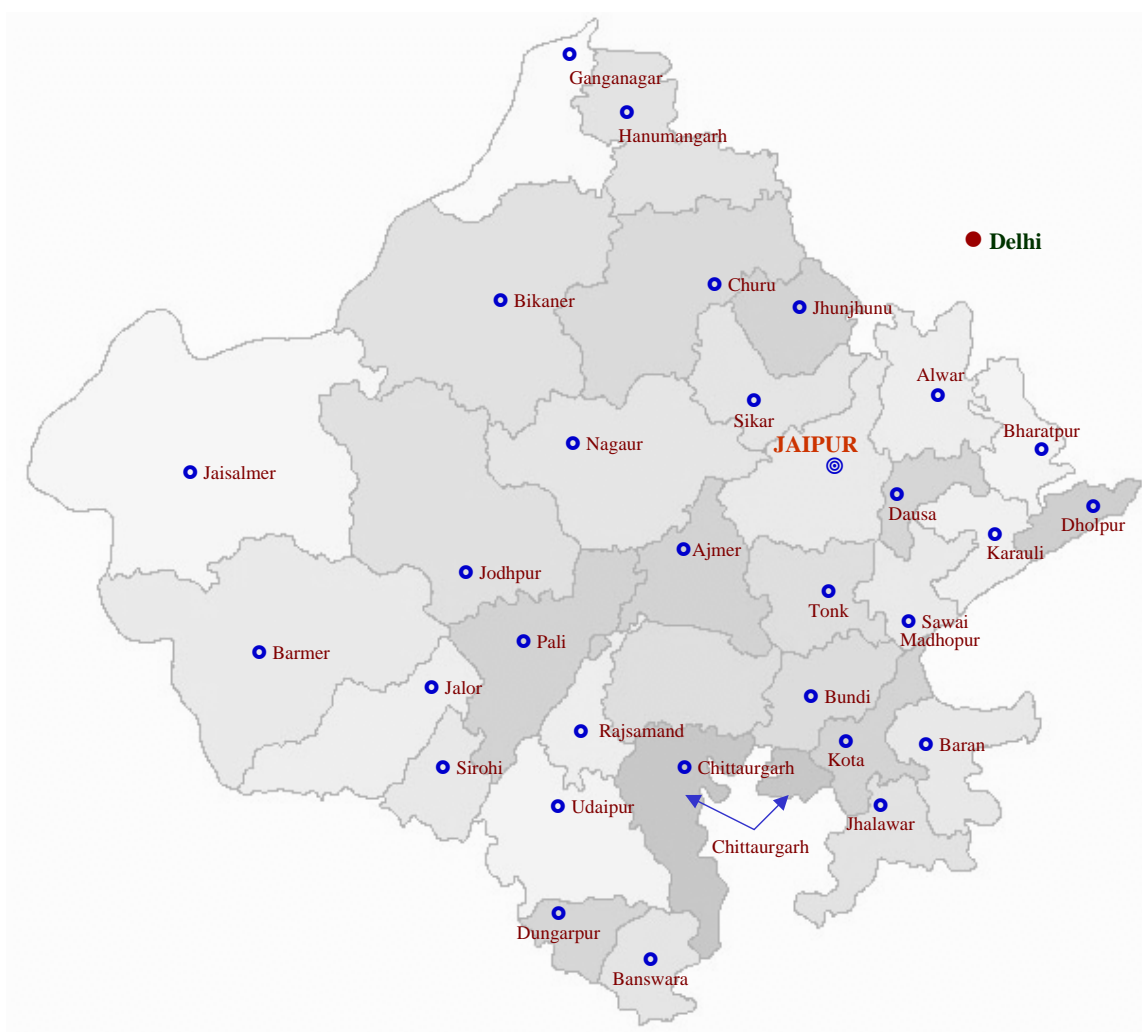 Ganganagar
Hanumangarh
Delhi
Churu
Bikaner
Jhunjhunu
Alwar
Sikar
Bharatpur
JAIPUR
Nagaur
Jaisalmer
Dausa
Dholpur
Ajmer
Karauli
Jodhpur
Tonk
Sawai
Madhopur
Pali
Barmer
Jalor
Bundi
Rajsamand
Baran
Kota
Sirohi
Chittaurgarh
Udaipur
Jhalawar
Chittaurgarh
Dungarpur
Banswara